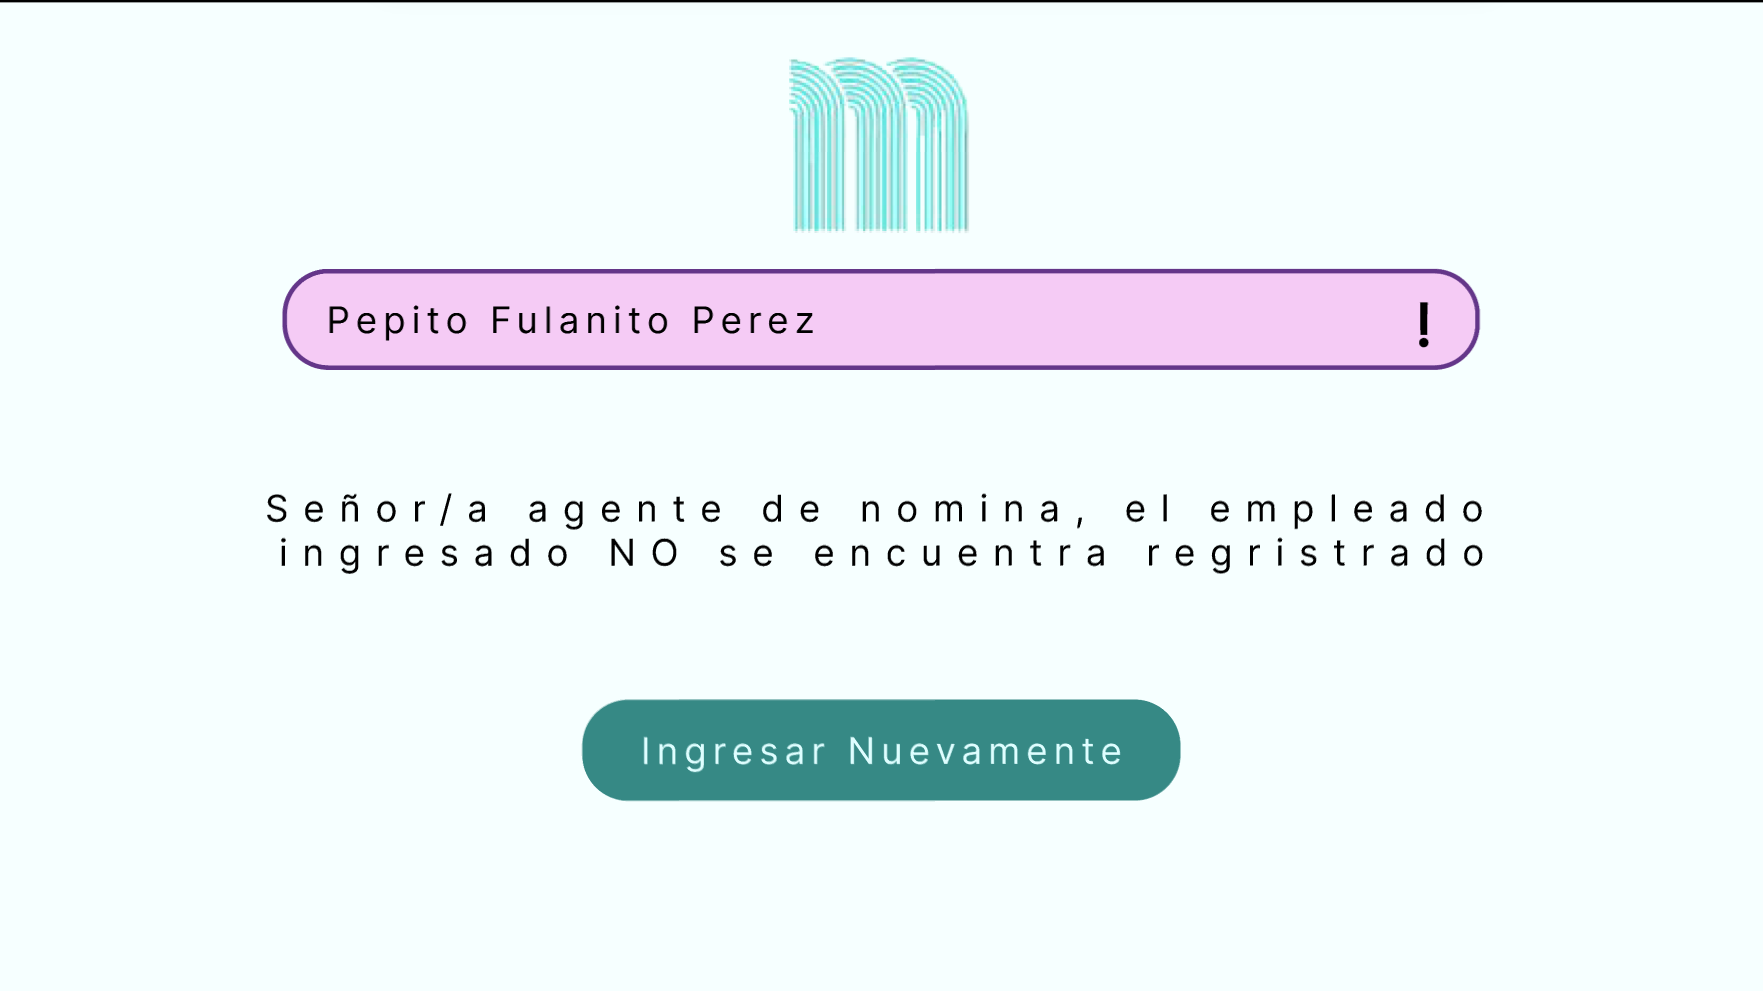 m
Pepito Fulanito Perez !
Señor/a agente de nomina, el empleado
ingresado NO se encuentra regristrado
Ingresar Nuevamente